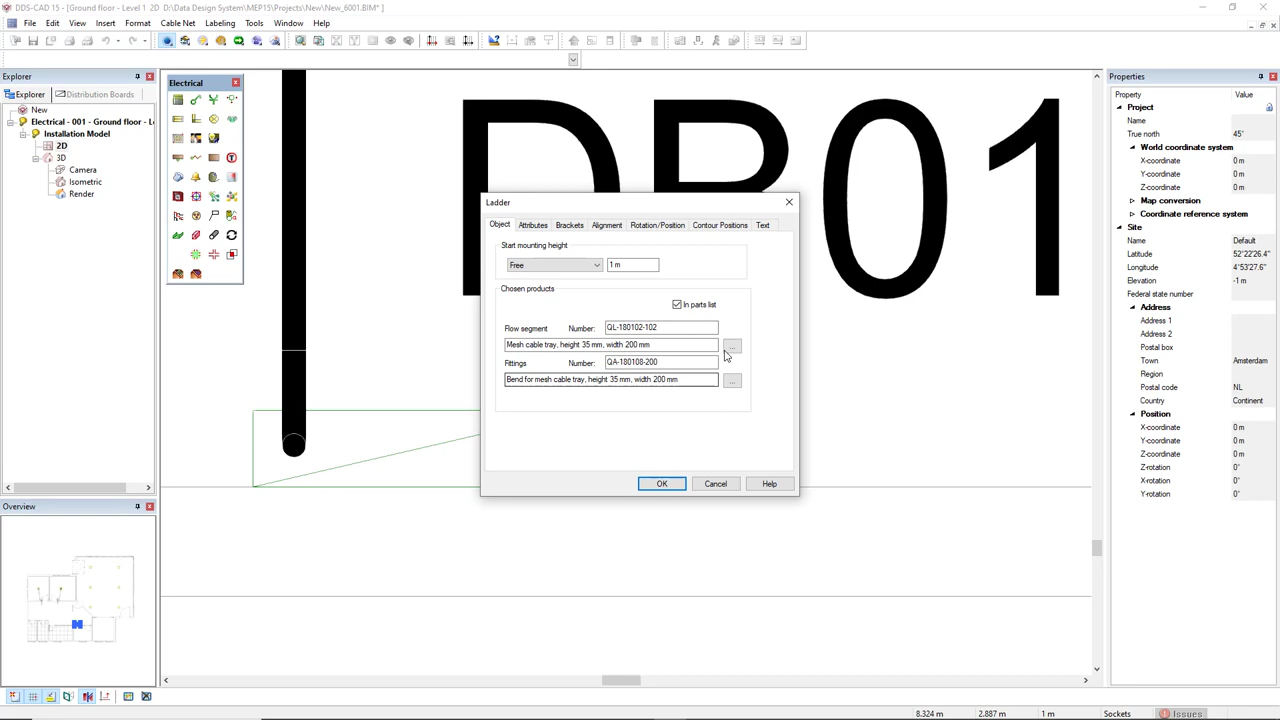 DDS-CAD 15 - [Ground floor - Level 1  2D  D:\Data Design System\MEP15\Projects\New\New_6001.BIM* ]
File Edit View Insert Format Cable Net Labeling Tools Window Help
Explorer
Explorer Distribution Boards
New
Electrical - 001 - Ground floor - L
Installation Model
2D
3D
Camera
Isometric
Render
Overview
Electrical
DB01
Ladder
Object Attributes Brackets Alignment Rotation/Position Contour Positions Text
Start mounting height
Free 1 m
Chosen products
In parts list
Flow segment Number: QL-180102-102
Mesh cable tray, height 35 mm, width 200 mm ...
Fittings Number: QA-180108-200
Bend for mesh cable tray, height 35 mm, width 200 mm ...
OK Cancel Help
Properties
Property Value
Project
Name
True north 45°
World coordinate system
X-coordinate 0 m
Y-coordinate 0 m
Z-coordinate 0 m
Map conversion
Coordinate reference system
Site
Name Default
Latitude 52°22'26.4"
Longitude 4°53'27.6"
Elevation -1 m
Federal state number
Address
Address 1
Address 2
Postal box
Town Amsterdam
Region
Postal code NL
Country Continent
Position
X-coordinate 0 m
Y-coordinate 0 m
Z-coordinate 0 m
Z-rotation 0°
X-rotation 0°
Y-rotation 0°
8.324 m 2.887 m 1 m Sockets Issues